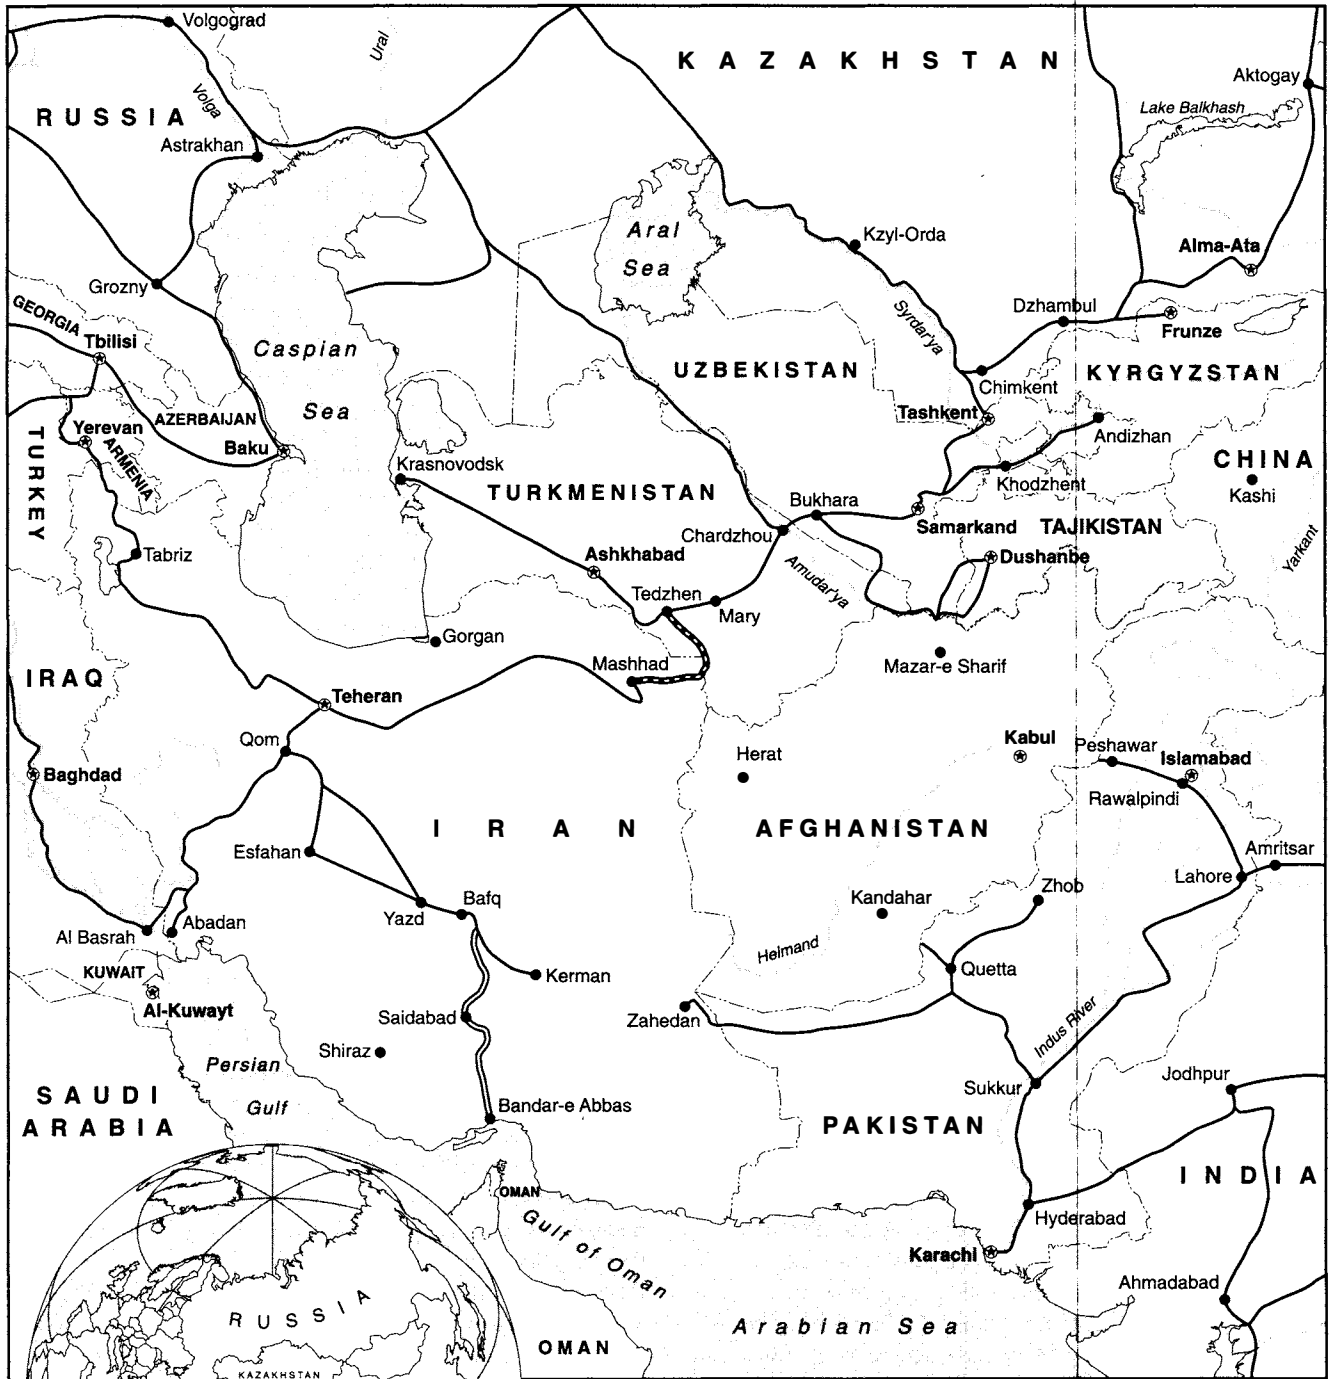 Volgograd
Ural
KAZAKHSTAN
Aktogay
Volga
Lake Balkhash
RUSSIA
Astrakhan
Aral
Sea
Kzyl-Orda
Alma-Ata
Grozny
Syrdar'ya
Dzhambul
GEORGIA
Frunze
Tbilisi
Caspian
Sea
UZBEKISTAN
Chimkent
KYRGYZSTAN
AZERBAIJAN
Tashkent
Yerevan
ARMENIA
Baku
Andizhan
TURKEY
CHINA
Krasnovodsk
Khodzhent
Kashi
TURKMENISTAN
Bukhara
Samarkand
TAJIKISTAN
Chardzhou
Yarkant
Tabriz
Ashkhabad
Dushanbe
Amudar'ya
Tedzhen
Mary
Gorgan
Mashhad
Mazar-e Sharif
IRAQ
Teheran
Qom
Kabul
Peshawar
Islamabad
Herat
Baghdad
Rawalpindi
IRAN
AFGHANISTAN
Esfahan
Amritsar
Lahore
Kandahar
Zhob
Yazd
Bafq
Abadan
Al Basrah
Helmand
KUWAIT
Kerman
Quetta
Al-Kuwayt
Saidabad
Zahedan
Indus River
Shiraz
Persian
Gulf
Sukkur
Jodhpur
SAUDI
ARABIA
Bandar-e Abbas
PAKISTAN
INDIA
OMAN
Hyderabad
Gulf of Oman
Karachi
Ahmadabad
RUSSIA
Arabian Sea
OMAN
KAZAKHSTAN